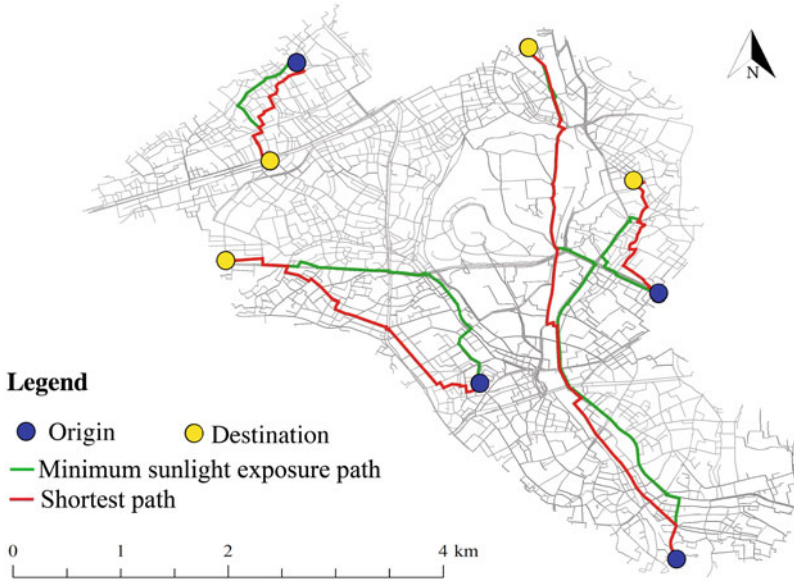 N
Legend
Origin
Destination
Minimum sunlight exposure path
Shortest path
0 1 2 4 km